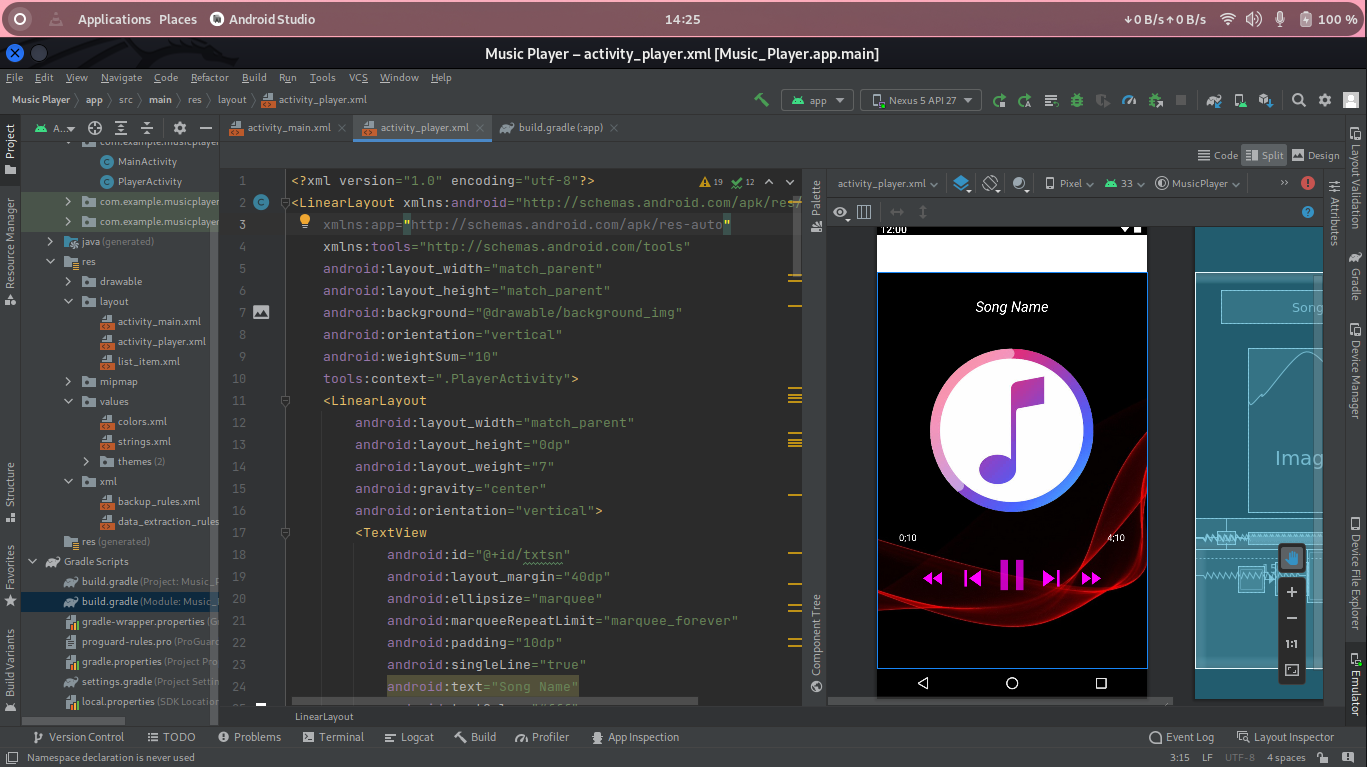 Applications Places Android Studio 14:25 ↓0 B/s↑0 B/s 100 %
Music Player – activity_player.xml [Music_Player.app.main]
File Edit View Navigate Code Refactor Build Run Tools VCS Window Help
Music Player app src main res layout activity_player.xml app Nexus 5 API 27
A... activity_main.xml activity_player.xml build.gradle (:app)
Code Split Design
Project
Resource Manager
Structure
Favorites
Build Variants
com.example.musicplayer
MainActivity
PlayerActivity
com.example.musicplayer
com.example.musicplayer
java (generated)
res
drawable
layout
activity_main.xml
activity_player.xml
list_item.xml
mipmap
values
colors.xml
strings.xml
themes (2)
xml
backup_rules.xml
data_extraction_rules
res (generated)
Gradle Scripts
build.gradle (Project: Music_P
build.gradle (Module: Music_
gradle-wrapper.properties (G
proguard-rules.pro (ProGuar
gradle.properties (Project Pro
settings.gradle (Project Settin
local.properties (SDK Location
19 12
1 <?xml version="1.0" encoding="utf-8"?>
2 <LinearLayout xmlns:android="http://schemas.android.com/apk/res/
3 xmlns:app="http://schemas.android.com/apk/res-auto"
4 xmlns:tools="http://schemas.android.com/tools"
5 android:layout_width="match_parent"
6 android:layout_height="match_parent"
7 android:background="@drawable/background_img"
8 android:orientation="vertical"
9 android:weightSum="10"
10 tools:context=".PlayerActivity">
11 <LinearLayout
12 android:layout_width="match_parent"
13 android:layout_height="0dp"
14 android:layout_weight="7"
15 android:gravity="center"
16 android:orientation="vertical">
17 <TextView
18 android:id="@+id/txtsn"
19 android:layout_margin="40dp"
20 android:ellipsize="marquee"
21 android:marqueeRepeatLimit="marquee_forever"
22 android:padding="10dp"
23 android:singleLine="true"
24 android:text="Song Name"
LinearLayout
Palette
Component Tree
activity_player.xml Pixel 33 MusicPlayer
12:00
Song Name
0;10 4;10
Song
Imag
1:1
Attributes
Layout Validation
Gradle
Device Manager
Device File Explorer
Emulator
Version Control TODO Problems Terminal Logcat Build Profiler App Inspection Event Log Layout Inspector
Namespace declaration is never used 3:15 LF UTF-8 4 spaces